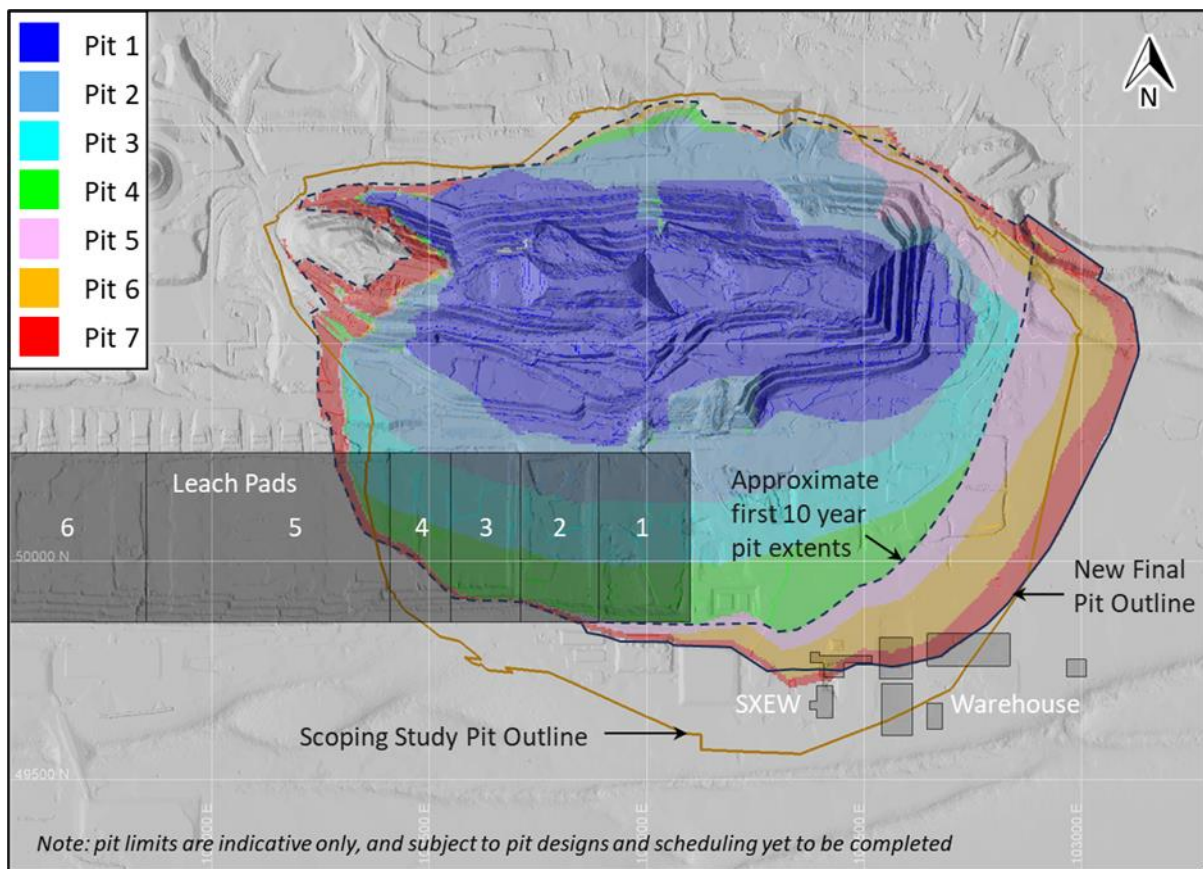 Pit 1
Pit 2
Pit 3
Pit 4
Pit 5
Pit 6
Pit 7
N
Leach Pads
6
5
4
3
2
1
Approximate
first 10 year
pit extents
50000 N
New Final
Pit Outline
SXEW
Warehouse
Scoping Study Pit Outline
49500 N
103000 E
Note: pit limits are indicative only, and subject to pit designs and scheduling yet to be completed